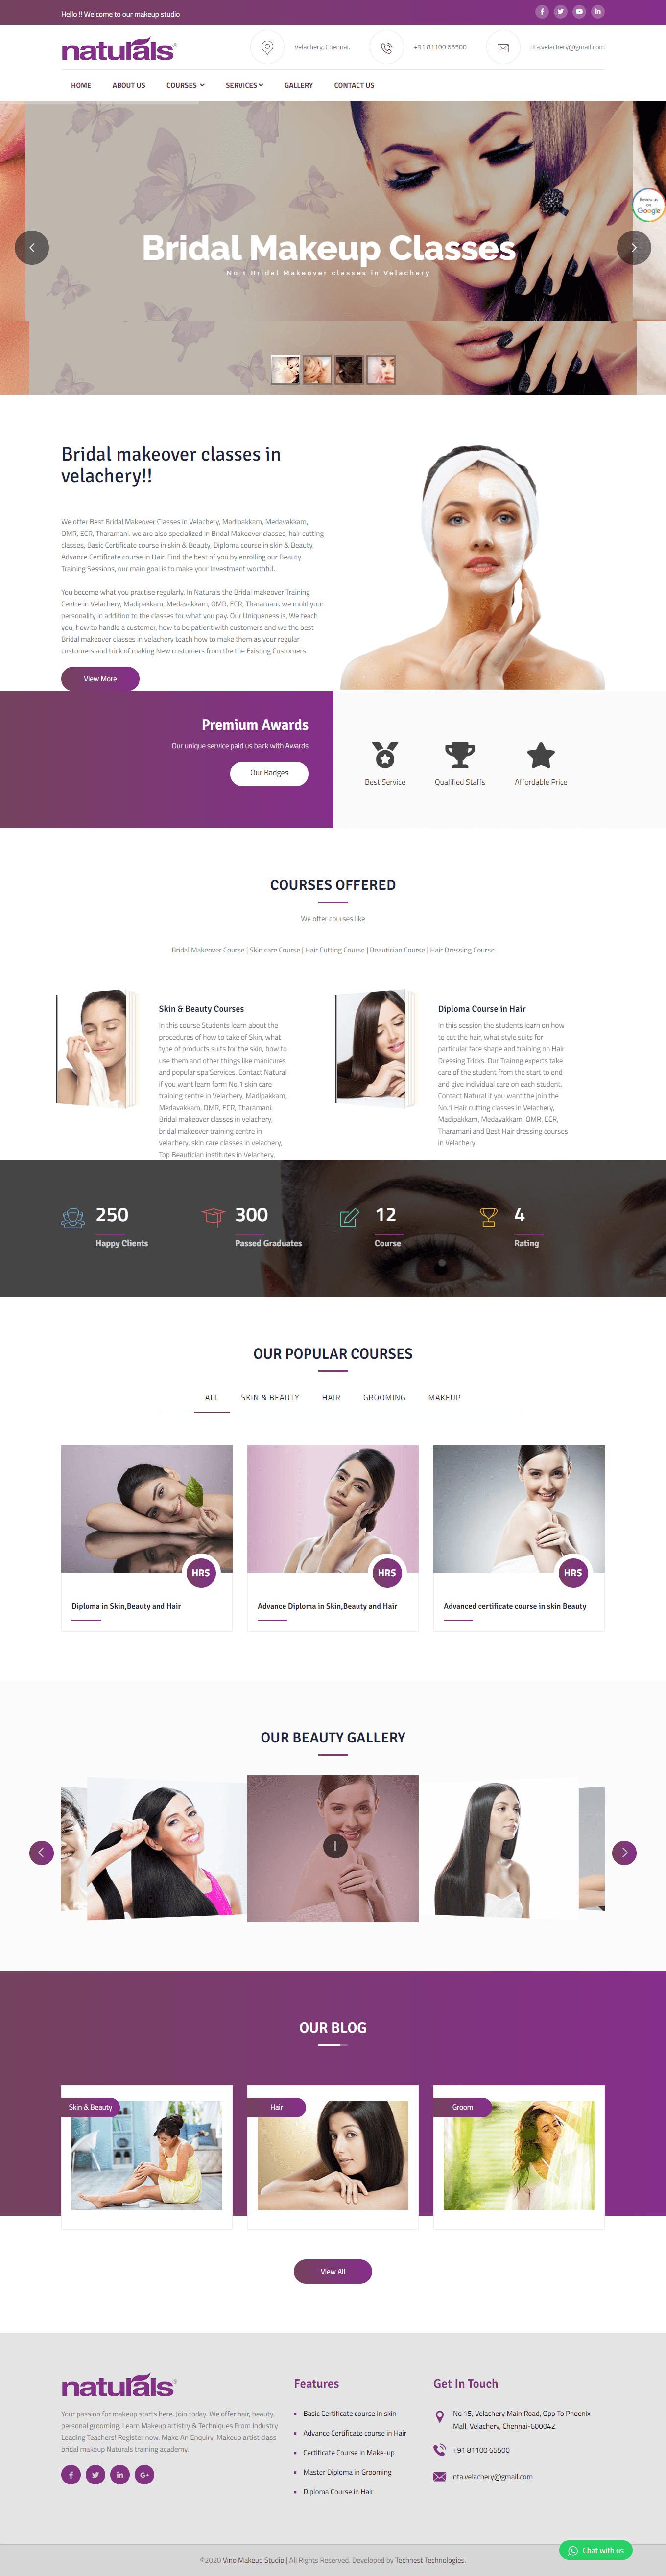 Hello !! Welcome to our makeup studio
naturals
Velachery, Chennai.
+91 81100 65500
nta.velachery@gmail.com
HOME
ABOUT US
COURSES
SERVICES
GALLERY
CONTACT US
Review us
on
Google
Bridal Makeup Classes
No.1 Bridal Makeover classes in Velachery
Bridal makeover classes in
velachery!!
We offer Best Bridal Makeover Classes in Velachery, Madipakkam, Medavakkam,
OMR, ECR, Tharamani. we are also specialized in Bridal Makeover classes, hair cutting
classes, Basic Certificate course in skin & Beauty, Diploma course in skin & Beauty,
Advance Certificate course in Hair. Find the best of you by enrolling our Beauty
Training Sessions, our main goal is to make your Investment worthful.
You become what you practise regularly. In Naturals the Bridal makeover Training
Centre in Velachery, Madipakkam, Medavakkam, OMR, ECR, Tharamani. we mold your
personality in addition to the classes for what you pay. Our Uniqueness is, We teach
you, how to handle a customer, how to be patient with customers and we the best
Bridal makeover classes in velachery teach how to make them as your regular
customers and trick of making New customers from the the Existing Customers
View More
Premium Awards
Our unique service paid us back with Awards
Our Badges
Best Service
Qualified Staffs
Affordable Price
COURSES OFFERED
We offer courses like
Bridal Makeover Course | Skin care Course | Hair Cutting Course | Beautician Course | Hair Dressing Course
Skin & Beauty Courses
In this course Students learn about the
procedures of how to take of Skin, what
type of products suits for the skin, how to
use them and other things like manicures
and popular spa Services. Contact Natural
if you want learn form No.1 skin care
training centre in Velachery, Madipakkam,
Medavakkam, OMR, ECR, Tharamani.
Bridal makeover classes in velachery,
bridal makeover training centre in
velachery, skin care classes in velachery,
Top Beautician institutes in Velachery,
Diploma Course in Hair
In this session the students learn on how
to cut the hair, what style suits for
particular face shape and training on Hair
Dressing Tricks. Our Training experts take
care of the student from the start to end
and give individual care on each student.
Contact Natural if you want the join the
No.1 Hair cutting classes in Velachery,
Madipakkam, Medavakkam, OMR, ECR,
Tharamani and Best Hair dressing courses
in Velachery
250
Happy Clients
300
Passed Graduates
12
Course
4
Rating
OUR POPULAR COURSES
ALL
SKIN & BEAUTY
HAIR
GROOMING
MAKEUP
HRS
HRS
HRS
Diploma in Skin,Beauty and Hair
Advance Diploma in Skin,Beauty and Hair
Advanced certificate course in skin Beauty
OUR BEAUTY GALLERY
OUR BLOG
Skin & Beauty
Hair
Groom
View All
naturals
Your passion for makeup starts here. Join today. We offer hair, beauty,
personal grooming. Learn Makeup artistry & Techniques From Industry
Leading Teachers! Register now. Make An Enquiry. Makeup artist class
bridal makeup Naturals training academy.
Features
Basic Certificate course in skin
Advance Certificate course in Hair
Certificate Course in Make-up
Master Diploma in Grooming
Diploma Course in Hair
Get In Touch
No 15, Velachery Main Road, Opp To Phoenix
Mall, Velachery, Chennai-600042.
+91 81100 65500
nta.velachery@gmail.com
Chat with us
©2020 Vino Makeup Studio | All Rights Reserved. Developed by Technest Technologies.